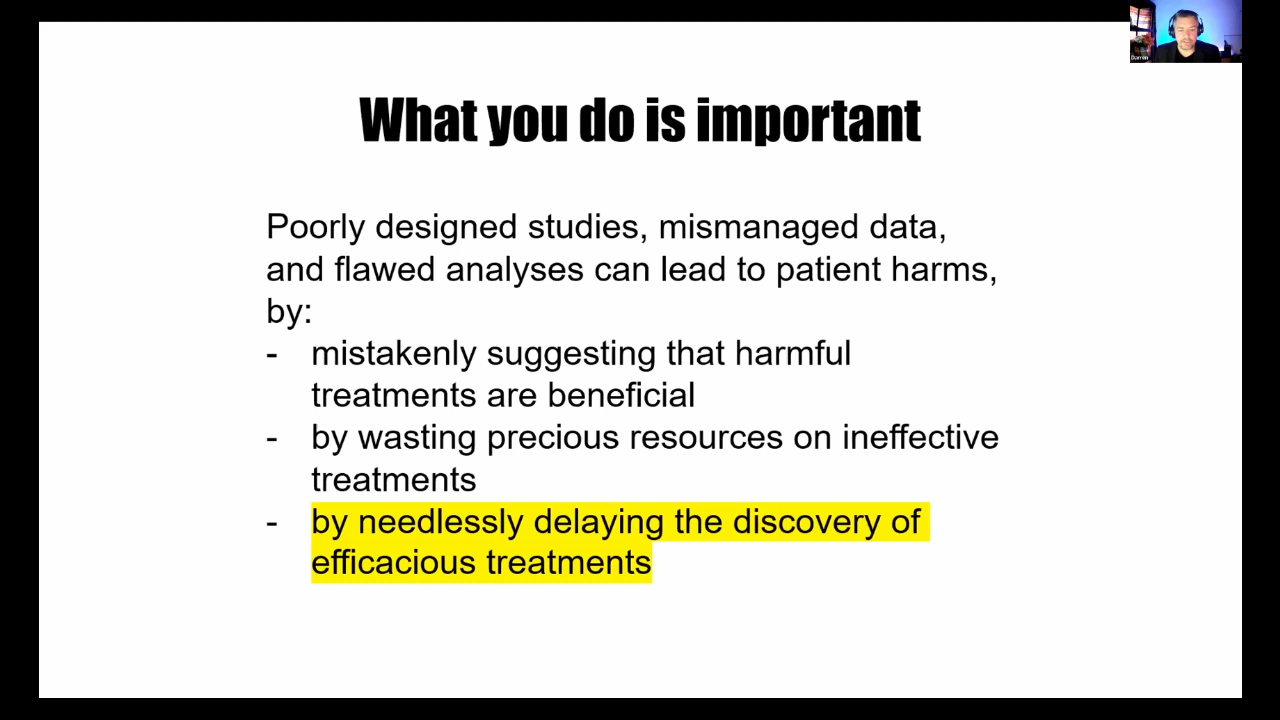 What you do is important
Poorly designed studies, mismanaged data,
and flawed analyses can lead to patient harms,
by:
- mistakenly suggesting that harmful
treatments are beneficial
- by wasting precious resources on ineffective
treatments
- by needlessly delaying the discovery of
efficacious treatments
Darren